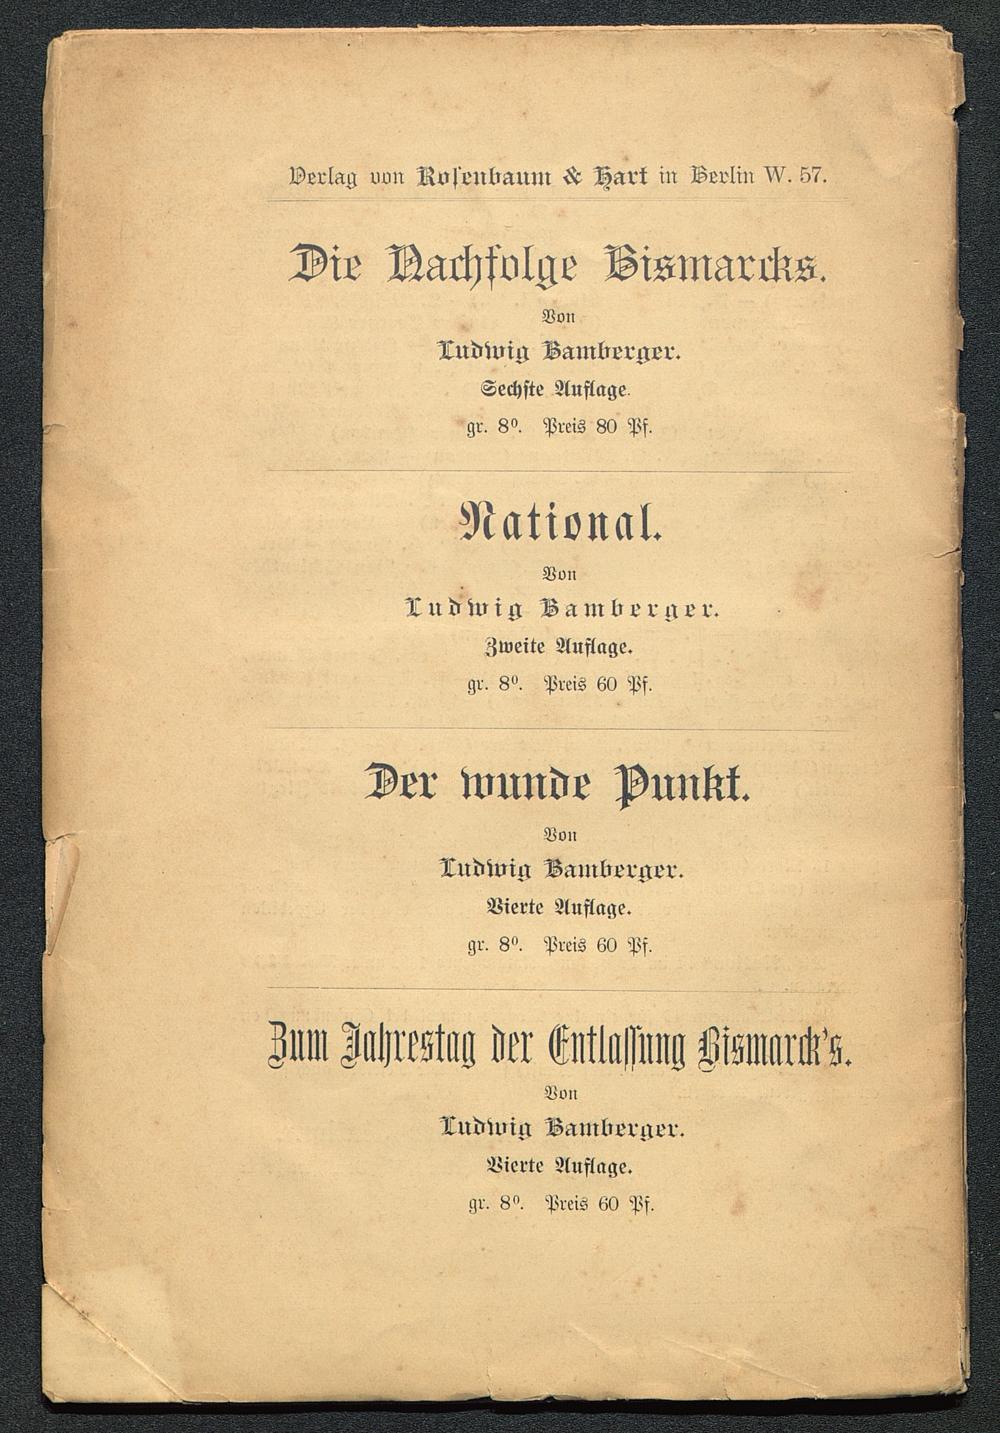 Verlag von Rosenbaum & Hart in Berlin W. 57.
Die Nachfolge Bismarcks.
Von
Ludwig Bamberger.
Sechste Auflage.
gr. 8⁰. Preis 80 Pf.
National.
Von
Ludwig Bamberger.
Zweite Auflage.
gr. 8⁰. Preis 60 Pf.
Der wunde Punkt.
Von
Ludwig Bamberger.
Vierte Auflage.
gr. 8⁰. Preis 60 Pf.
Zum Jahrestag der Entlassung Bismarck's.
Von
Ludwig Bamberger.
Vierte Auflage.
gr. 8⁰. Preis 60 Pf.